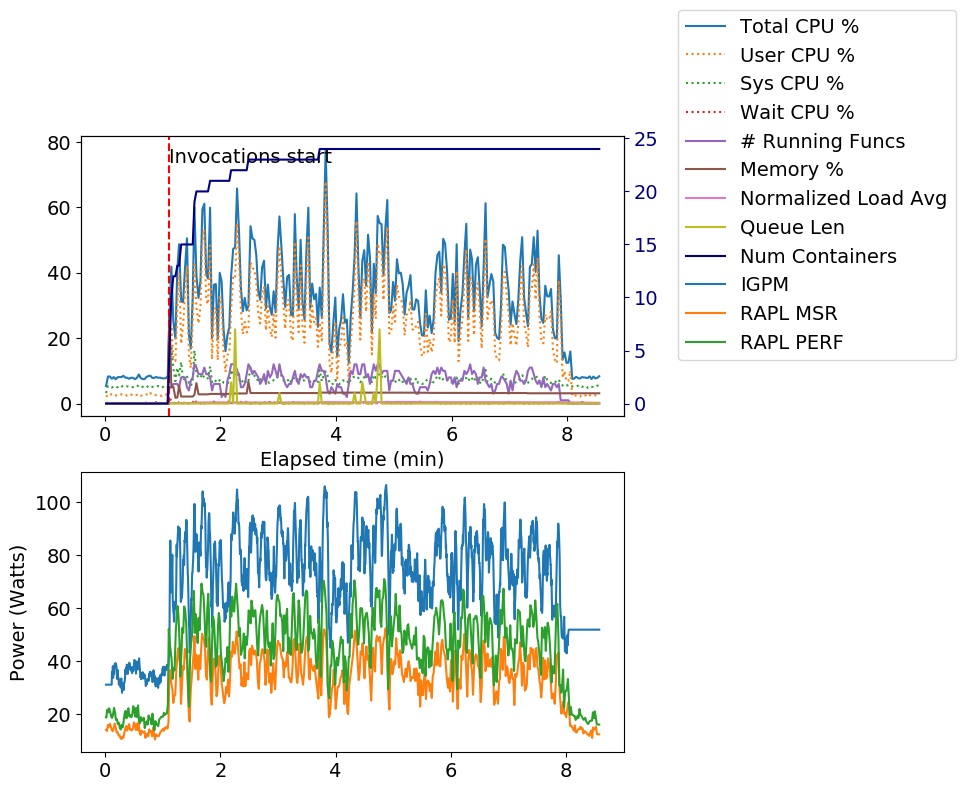 Total CPU %
User CPU %
Sys CPU %
Wait CPU %
# Running Funcs
Memory %
Normalized Load Avg
Queue Len
Num Containers
IGPM
RAPL MSR
RAPL PERF
Invocations start
80
60
40
20
0
25
20
15
10
5
0
0 2 4 6 8
Elapsed time (min)
Power (Watts)
100
80
60
40
20
0 2 4 6 8